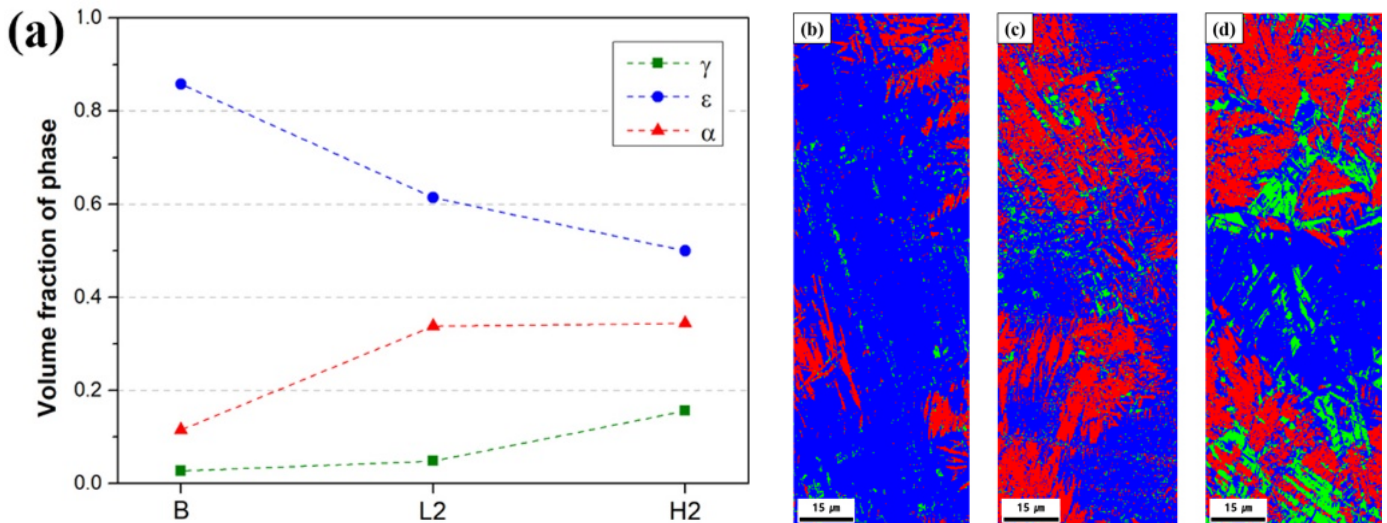 (a)
Volume fraction of phase
1.0
0.8
0.6
0.4
0.2
0.0
B
L2
H2
γ
ε
α
(b)
15 ㎛
(c)
15 ㎛
(d)
15 ㎛